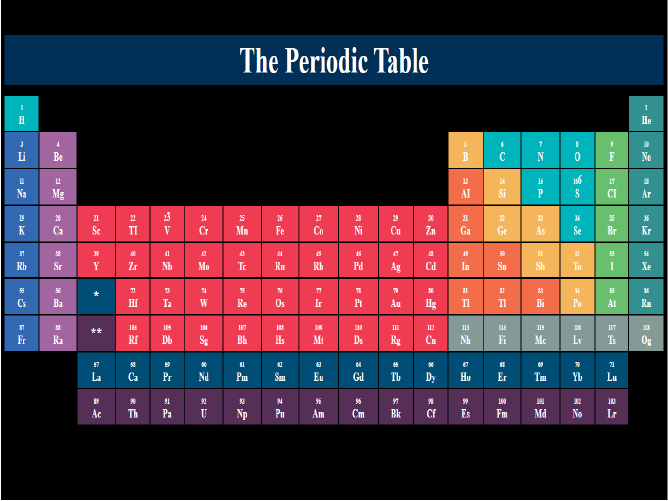 The Periodic Table
1 2
H He
3 4 5 6 7 8 9 10
Li Be B C N O F Ne
11 12 13 14 15 166 17 18
Na Mg Al Si P S Cl Ar
19 20 21 22 23 24 25 26 27 28 29 30 34 35 36
K Ca Sc TI V Cr Mn Fe Co Ni Cu Zn Ga Ge As Se Br Kr
37 38 39 40 41 42 43 44 45 46 47 48 49 50 51 52 53 54
Rb Sr Y Zr Nb Mo Tc Ru Rh Pd Ag Cd In Sn Sb To I Xe
55 56 72 73 74 75 76 77 78 79 80 81 81 83 84 85 86
Cs Ba * Hf Ta W Re Os Ir Pt Au Hg Tl Tl Bi Po At Rn
87 88 104 105 106 107 108 109 110 111 112 113 114 115 116 117 118
Fr Ra ** Rf Db Sg Bh Hs Mt Ds Rg Cu Nh Fi Mc Lv Ts Og
58 59 60 61 62 63 64 65 66 67 68 69 70 71
La Ca Pr Nd Pm Sm Eu Gd Tb Dy Ho Er Tm Yb Lu
89 90 91 92 93 94 95 96 97 98 99 100 101 102 103
Ac Th Pa U Np Pu Am Cm Bk Cf Es Fm Md No Lr